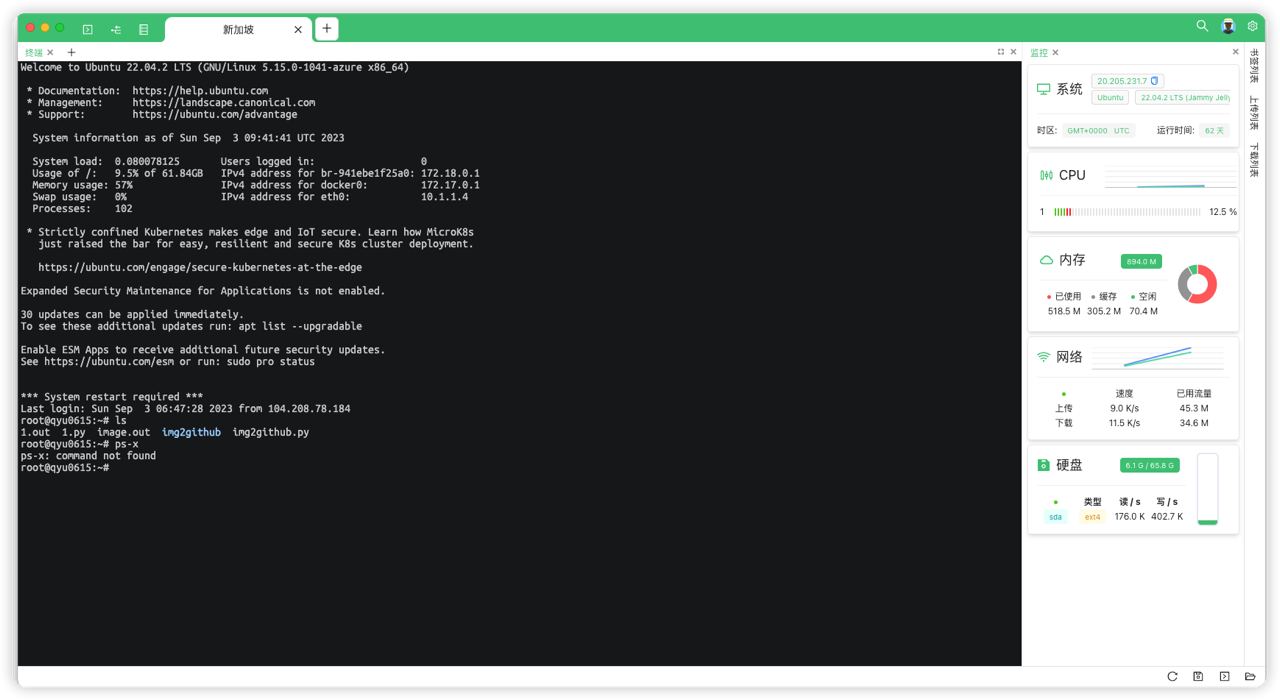 新加坡
终端
Welcome to Ubuntu 22.04.2 LTS (GNU/Linux 5.15.0-1041-azure x86_64)
* Documentation:  https://help.ubuntu.com
* Management:     https://landscape.canonical.com
* Support:        https://ubuntu.com/advantage
System information as of Sun Sep  3 09:41:41 UTC 2023
System load:  0.080078125       Users logged in:                  0
Usage of /:   9.5% of 61.84GB   IPv4 address for br-941ebe1f25a0: 172.18.0.1
Memory usage: 57%               IPv4 address for docker0:         172.17.0.1
Swap usage:   0%                IPv4 address for eth0:            10.1.1.4
Processes:    102
* Strictly confined Kubernetes makes edge and IoT secure. Learn how MicroK8s
just raised the bar for easy, resilient and secure K8s cluster deployment.
https://ubuntu.com/engage/secure-kubernetes-at-the-edge
Expanded Security Maintenance for Applications is not enabled.
30 updates can be applied immediately.
To see these additional updates run: apt list --upgradable
Enable ESM Apps to receive additional future security updates.
See https://ubuntu.com/esm or run: sudo pro status
*** System restart required ***
Last login: Sun Sep  3 06:47:28 2023 from 104.208.78.184
root@qyu0615:~# ls
1.out  1.py  image.out  img2github  img2github.py
root@qyu0615:~# ps-x
ps-x: command not found
root@qyu0615:~#
监控
系统
20.205.231.7
Ubuntu 22.04.2 LTS (Jammy Jelly
时区: GMT+0000 UTC 运行时间: 62 天
CPU
1 12.5 %
内存 894.0 M
已使用 缓存 空闲
518.5 M 305.2 M 70.4 M
网络
速度 已用流量
上传 9.0 K/s 45.3 M
下载 11.5 K/s 34.6 M
硬盘 6.1 G / 65.8 G
类型 读 / s 写 / s
sda ext4 176.0 K 402.7 K
书签列表
上传列表
下载列表